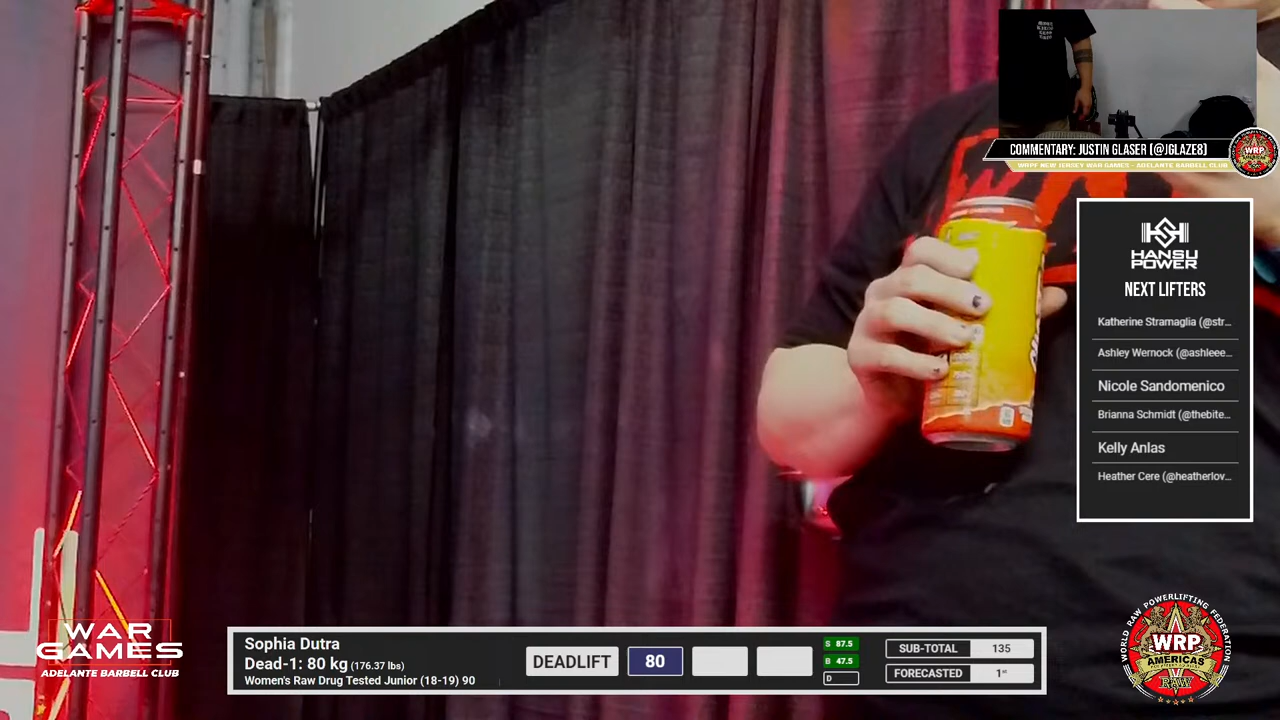 COMMENTARY: JUSTIN GLASER (@JGLAZE8)
WRPF NEW JERSEY WAR GAMES - ADELANTE BARBELL CLUB
WRP
HANSU
POWER
NEXT LIFTERS
Katherine Stramaglia (@str...
Ashley Wernock (@ashleee...
Nicole Sandomenico
Brianna Schmidt (@thebite...
Kelly Anlas
Heather Cere (@heatherlov...
WAR
GAMES
ADELANTE BARBELL CLUB
Sophia Dutra
Dead-1: 80 kg (176.37 lbs)
Women's Raw Drug Tested Junior (18-19) 90
DEADLIFT 80
S 87.5
B 47.5
D
SUB-TOTAL 135
FORECASTED 1st
WORLD RAW POWERLIFTING FEDERATION
WRP
AMERICAS
RAW